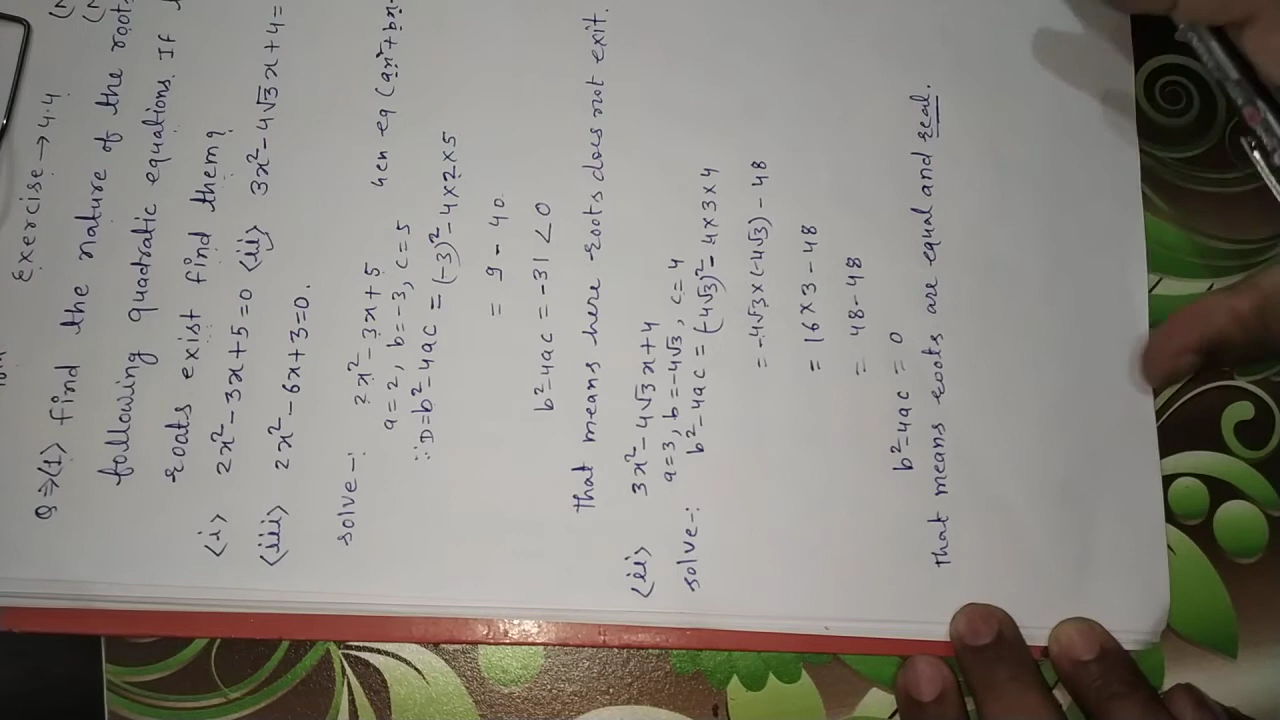 Exercise → 4.4
Q ⇒ (1) find the nature of the roots
following quadratic equations. If
roots exist find them?
(i) 2x² - 3x + 5 = 0 (ii) 3x² - 4√3 x + 4 =
(iii) 2x² - 6x + 3 = 0.
solve -: 2x² - 3x + 5
a = 2, b = -3, c = 5
∵ D = b² - 4ac = (-3)² - 4 × 2 × 5
= 9 - 40
b² - 4ac = -31 < 0
that means here roots does not exit.
(ii) 3x² - 4√3 x + 4
a = 3, b = -4√3, c = 4
solve -: b² - 4ac = (-4√3)² - 4 × 3 × 4
= -4√3 × (-4√3) - 48
= 16 × 3 - 48
= 48 - 48
b² - 4ac = 0
that means roots are equal and real.